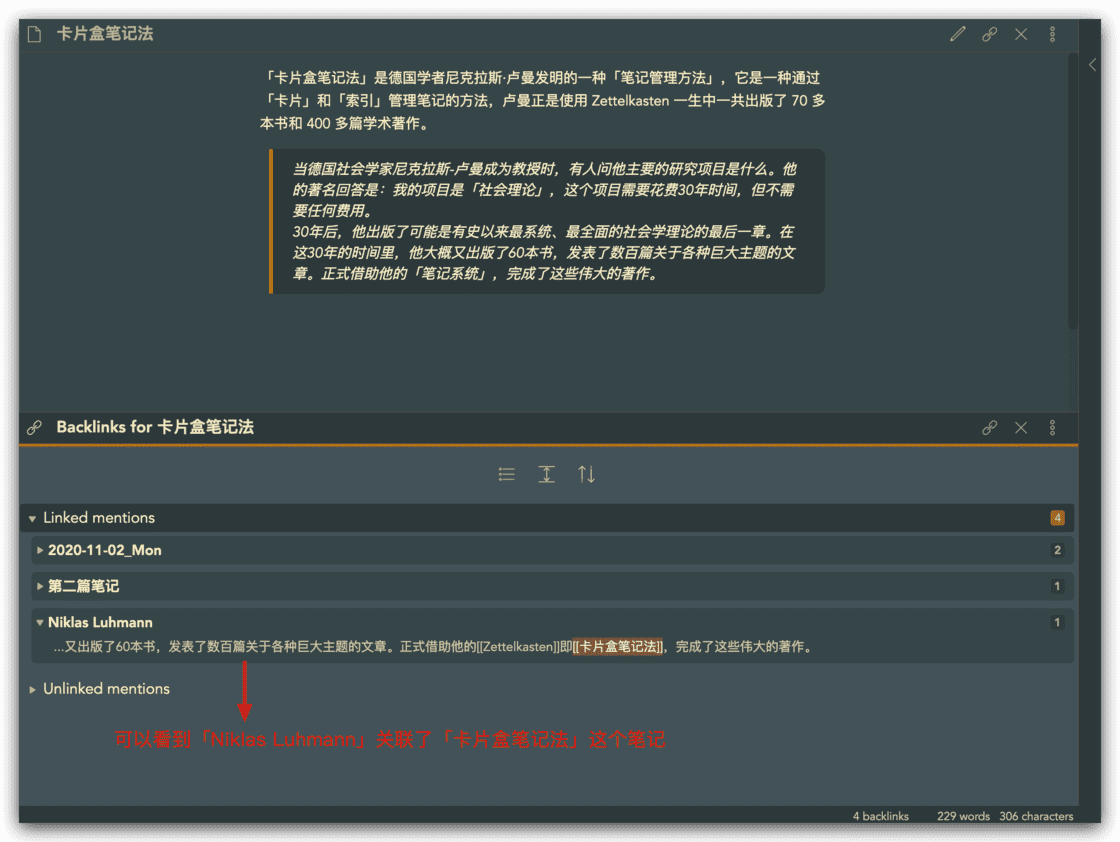 卡片盒笔记法
「卡片盒笔记法」是德国学者尼克拉斯·卢曼发明的一种「笔记管理方法」，它是一种通过
「卡片」和「索引」管理笔记的方法，卢曼正是使用 Zettelkasten 一生中一共出版了 70 多
本书和 400 多篇学术著作。
当德国社会学家尼克拉斯-卢曼成为教授时，有人问他主要的研究项目是什么。他
的著名回答是：我的项目是「社会理论」，这个项目需要花费30年时间，但不需
要任何费用。
30年后，他出版了可能是有史以来最系统、最全面的社会学理论的最后一章。在
这30年的时间里，他大概又出版了60本书，发表了数百篇关于各种巨大主题的文
章。正式借助他的「笔记系统」，完成了这些伟大的著作。
Backlinks for 卡片盒笔记法
Linked mentions 4
2020-11-02_Mon 2
第二篇笔记 1
Niklas Luhmann 1
...又出版了60本书，发表了数百篇关于各种巨大主题的文章。正式借助他的[[Zettelkasten]]即[[卡片盒笔记法]]，完成了这些伟大的著作。
Unlinked mentions
可以看到「Niklas Luhmann」关联了「卡片盒笔记法」这个笔记
4 backlinks 229 words 306 characters